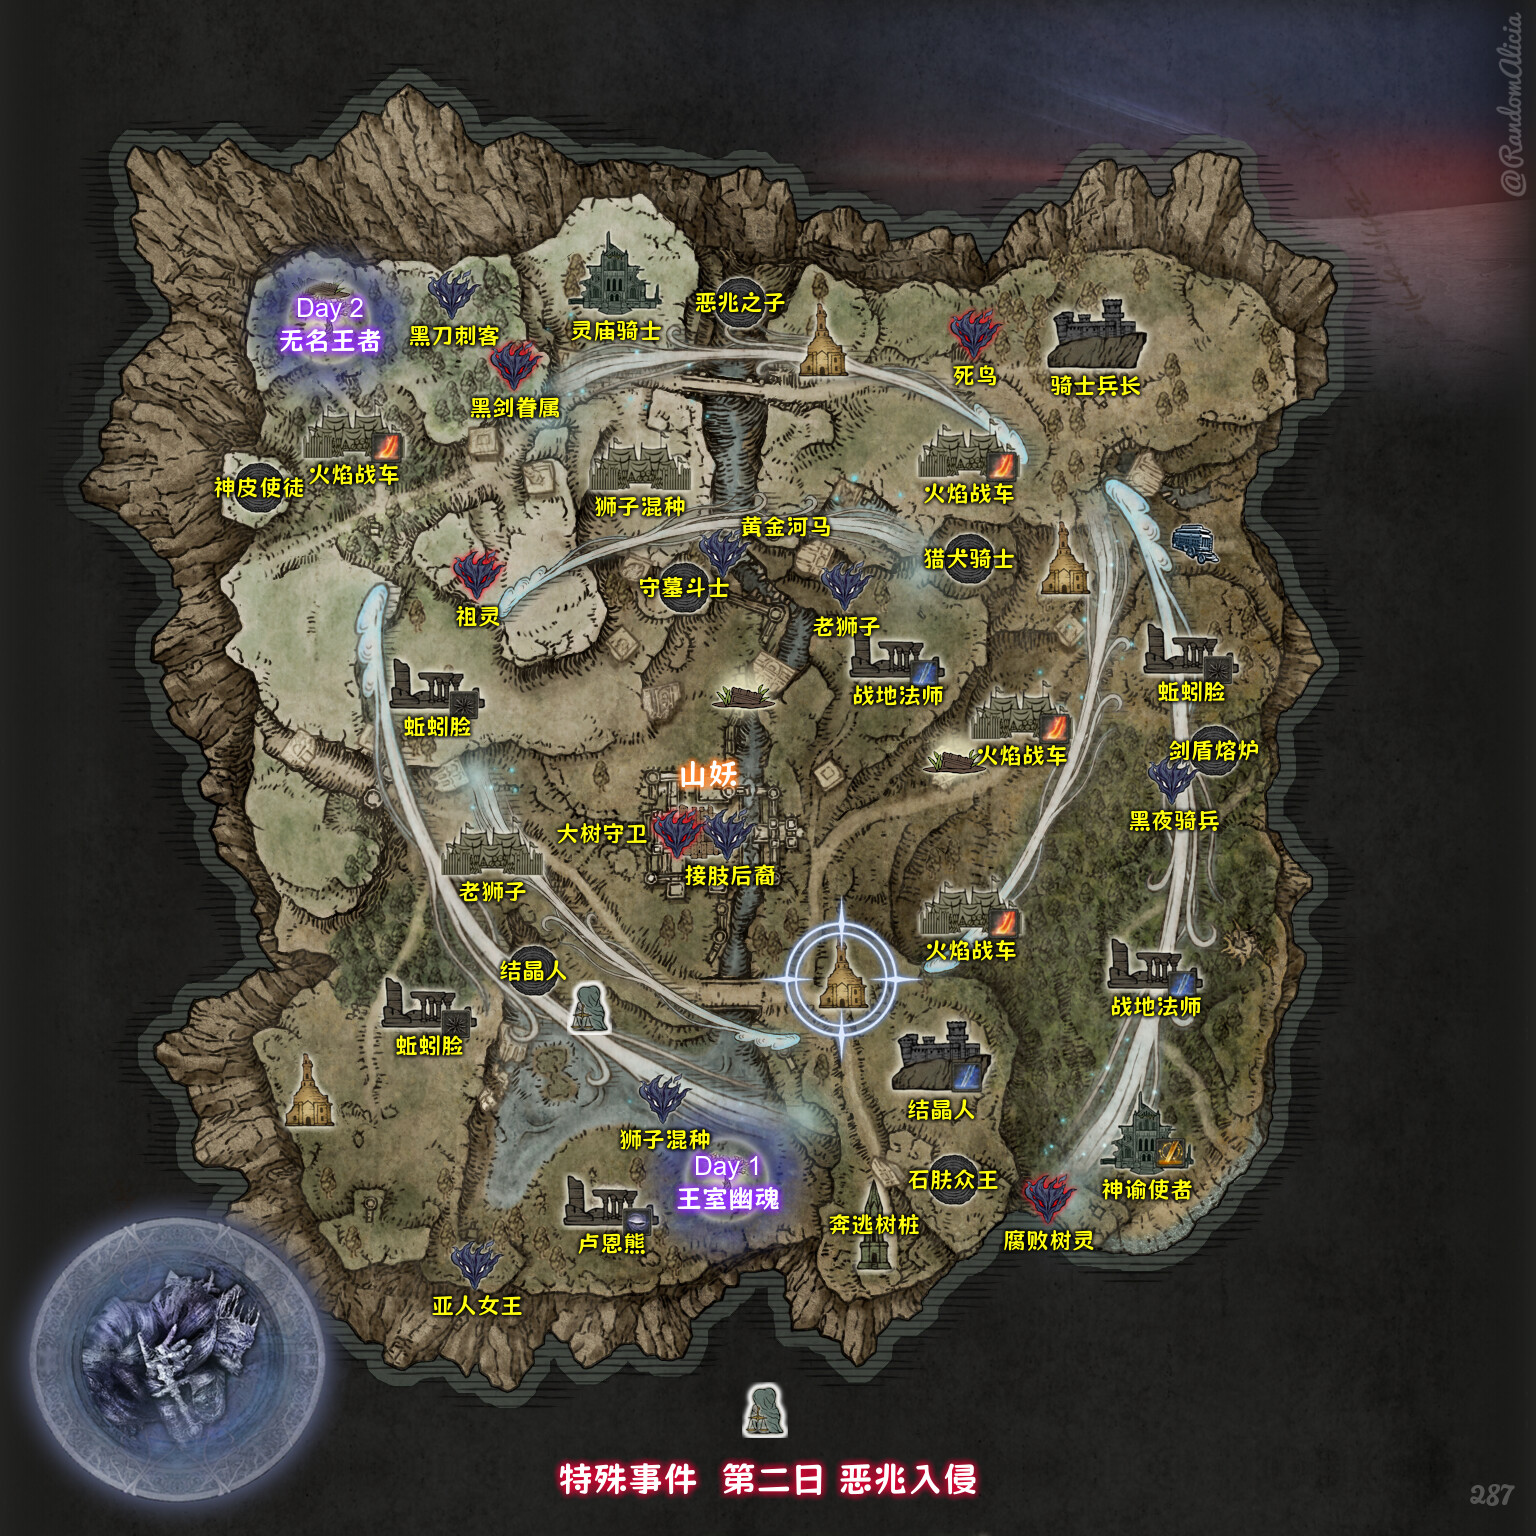 @RandomAlicia
Day 2
无名王者
黑刀刺客
灵庙骑士
恶兆之子
死鸟
骑士兵长
黑剑眷属
神皮使徒
火焰战车
狮子混种
火焰战车
黄金河马
猎犬骑士
守墓斗士
祖灵
老狮子
战地法师
蚯蚓脸
蚯蚓脸
火焰战车
剑盾熔炉
山妖
黑夜骑兵
大树守卫
接肢后裔
老狮子
火焰战车
结晶人
战地法师
蚯蚓脸
结晶人
狮子混种
Day 1
王室幽魂
石肤众王
神谕使者
奔逃树桩
卢恩熊
腐败树灵
亚人女王
特殊事件 第二日 恶兆入侵
287